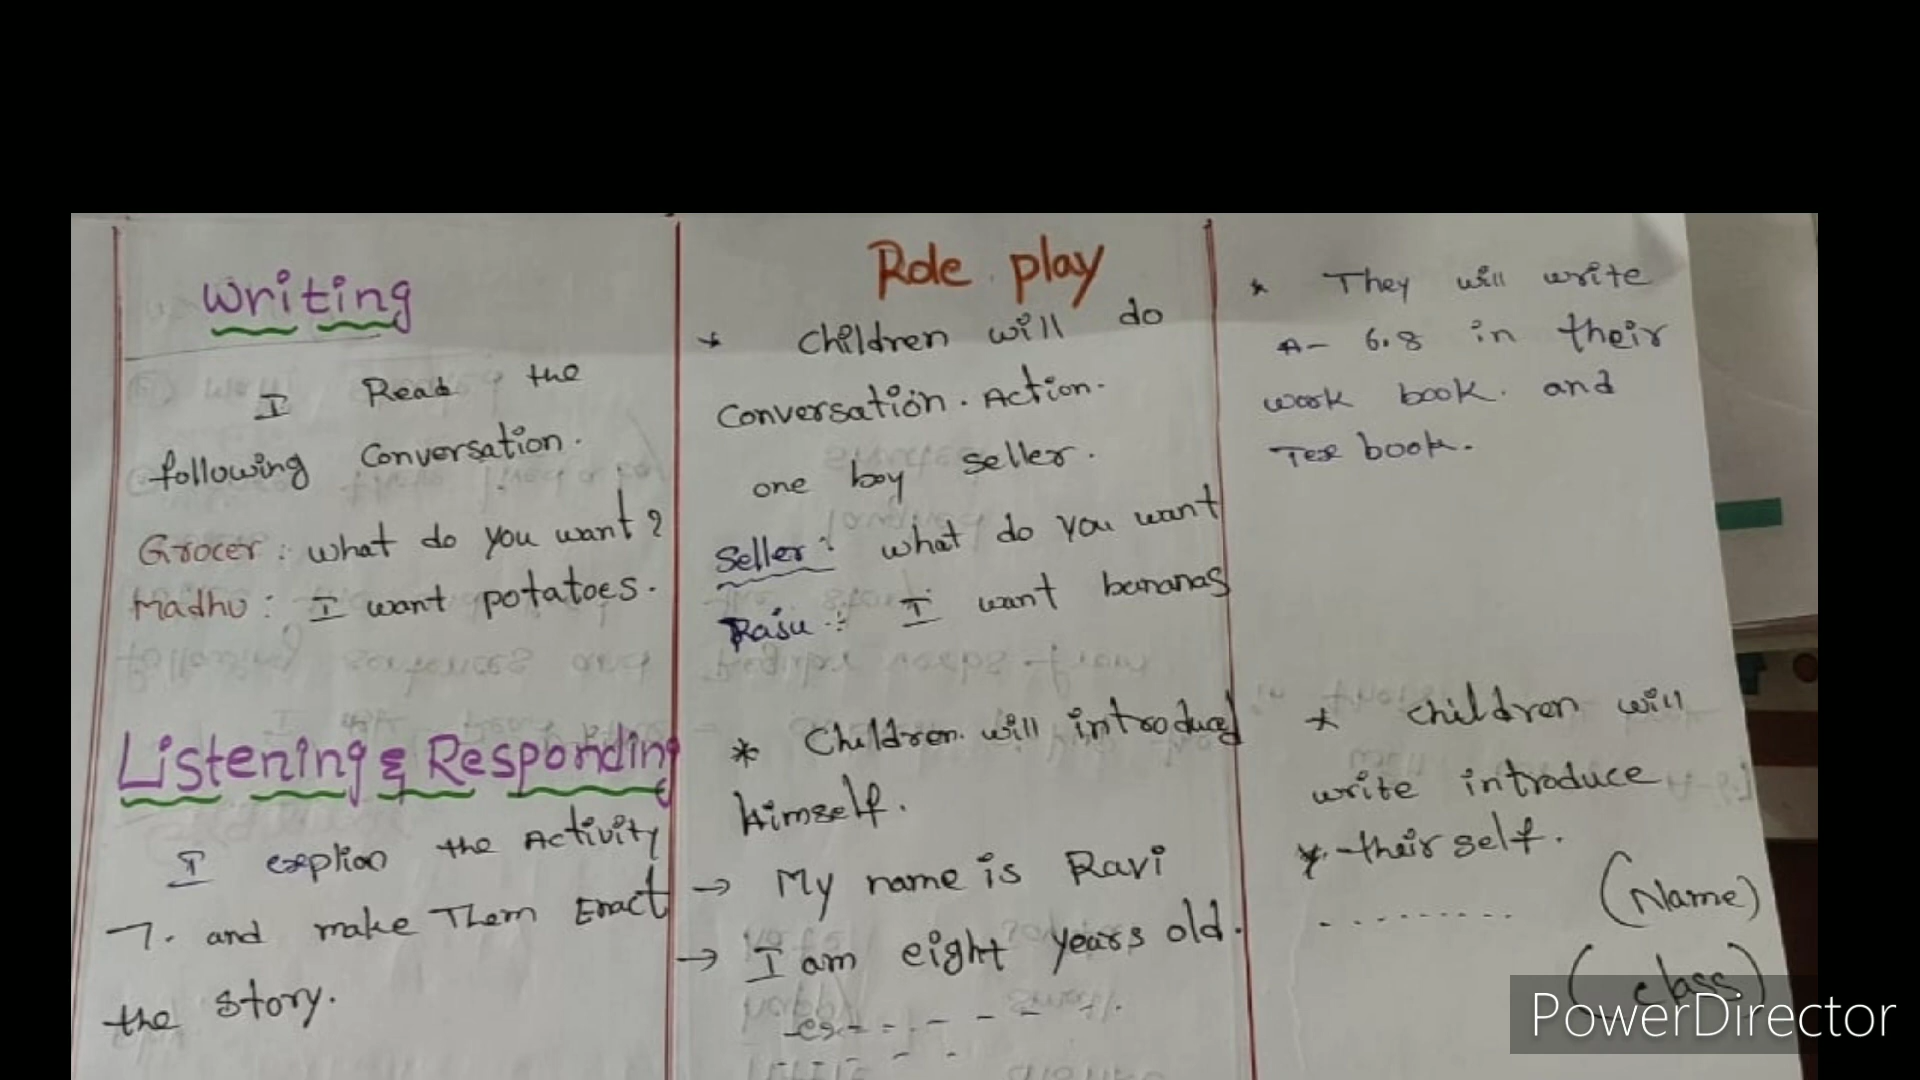 Writing
I Read the
following Conversation.
Grocer: What do you want?
Madhu: I want potatoes.
Listening & Responding
I explian the Activity
7. and make Them Enact
the story.
Role play
* Children will do
Conversation. Action.
one boy seller.
Seller: what do you want
Raju: I want bananas
* Children will introduced
himself.
→ My name is Ravi
→ I am eight years old.
* They will write
A- 6.8 in their
work book. and
Tex book.
* children will
write introduce
their self.
......... (Name)
(class)
PowerDirector